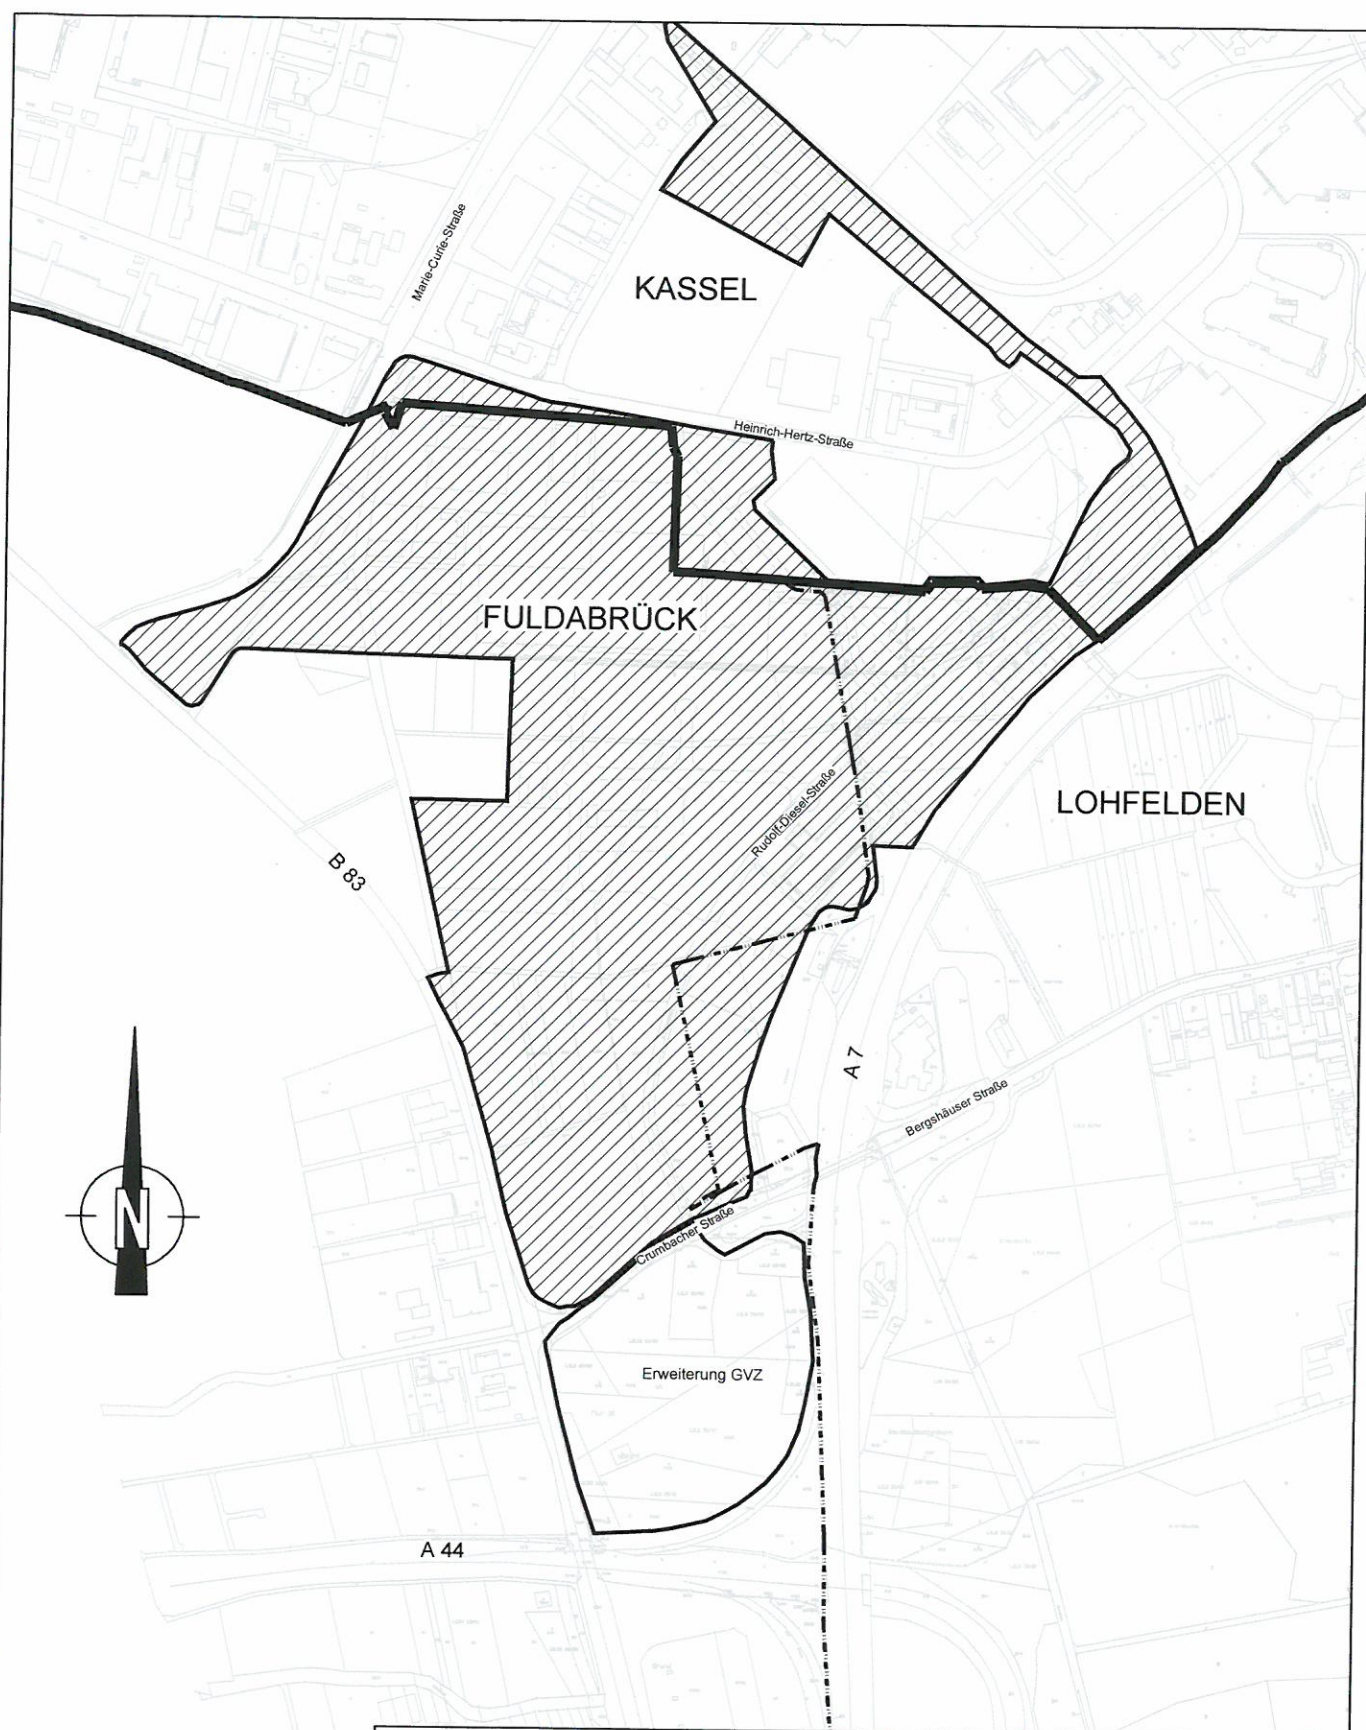 Marie-Curie-Straße
KASSEL
Heinrich-Hertz-Straße
FULDABRÜCK
Rudolf-Diesel-Straße
LOHFELDEN
B 83
A 7
Bergshäuser Straße
N
Crumbacher Straße
Erweiterung GVZ
A 44